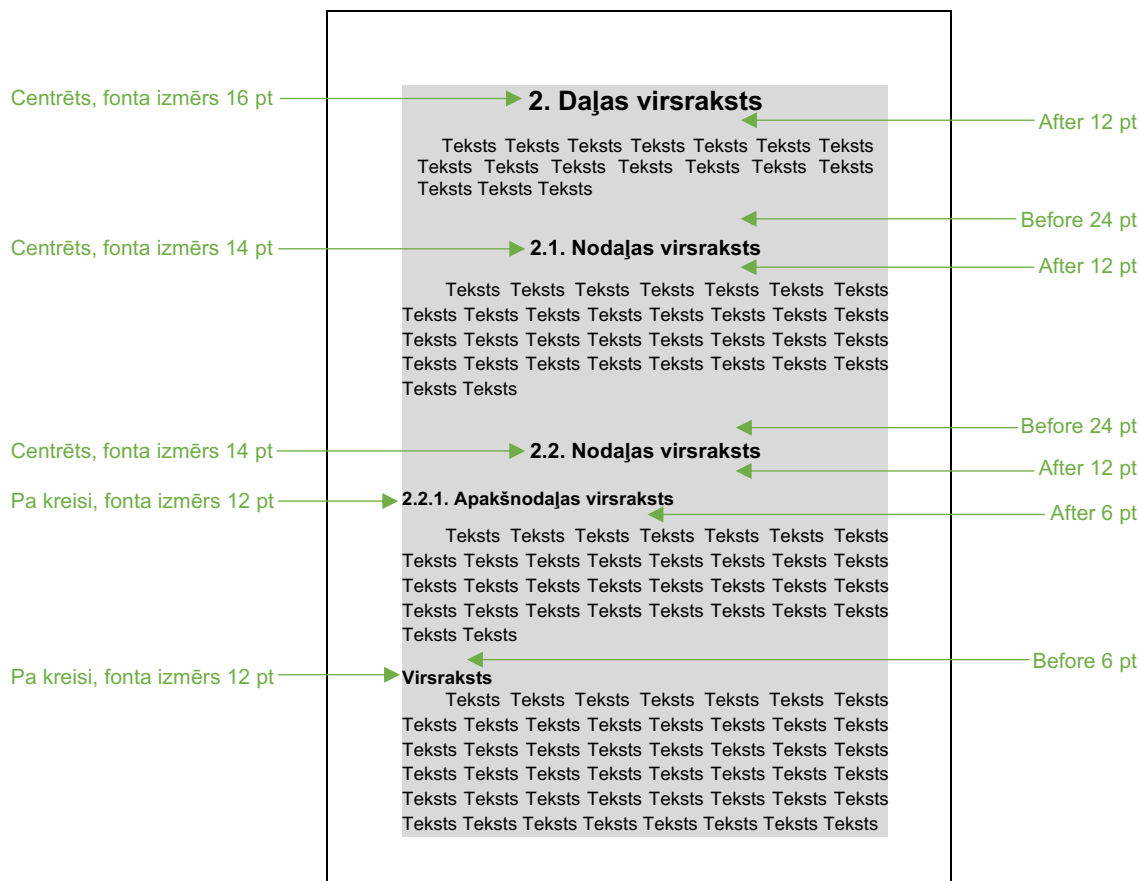 Centrēts, fonta izmērs 16 pt
2. Daļas virsraksts
After 12 pt
Teksts Teksts Teksts Teksts Teksts Teksts Teksts
Teksts Teksts Teksts Teksts Teksts Teksts Teksts
Teksts Teksts Teksts
Before 24 pt
Centrēts, fonta izmērs 14 pt
2.1. Nodaļas virsraksts
After 12 pt
Teksts Teksts Teksts Teksts Teksts Teksts Teksts
Teksts Teksts Teksts Teksts Teksts Teksts Teksts Teksts
Teksts Teksts Teksts Teksts Teksts Teksts Teksts Teksts
Teksts Teksts Teksts Teksts Teksts Teksts Teksts Teksts
Teksts Teksts
Before 24 pt
Centrēts, fonta izmērs 14 pt
2.2. Nodaļas virsraksts
After 12 pt
Pa kreisi, fonta izmērs 12 pt
2.2.1. Apakšnodaļas virsraksts
After 6 pt
Teksts Teksts Teksts Teksts Teksts Teksts Teksts
Teksts Teksts Teksts Teksts Teksts Teksts Teksts Teksts
Teksts Teksts Teksts Teksts Teksts Teksts Teksts Teksts
Teksts Teksts Teksts Teksts Teksts Teksts Teksts Teksts
Teksts Teksts
Before 6 pt
Pa kreisi, fonta izmērs 12 pt
Virsraksts
Teksts Teksts Teksts Teksts Teksts Teksts Teksts
Teksts Teksts Teksts Teksts Teksts Teksts Teksts Teksts
Teksts Teksts Teksts Teksts Teksts Teksts Teksts Teksts
Teksts Teksts Teksts Teksts Teksts Teksts Teksts Teksts
Teksts Teksts Teksts Teksts Teksts Teksts Teksts Teksts
Teksts Teksts Teksts Teksts Teksts Teksts Teksts Teksts